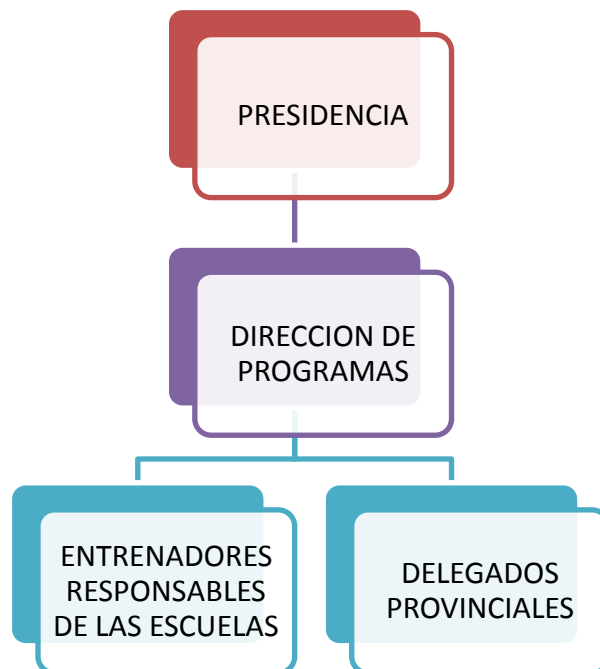 PRESIDENCIA
DIRECCION DE
PROGRAMAS
ENTRENADORES
RESPONSABLES
DE LAS ESCUELAS
DELEGADOS
PROVINCIALES